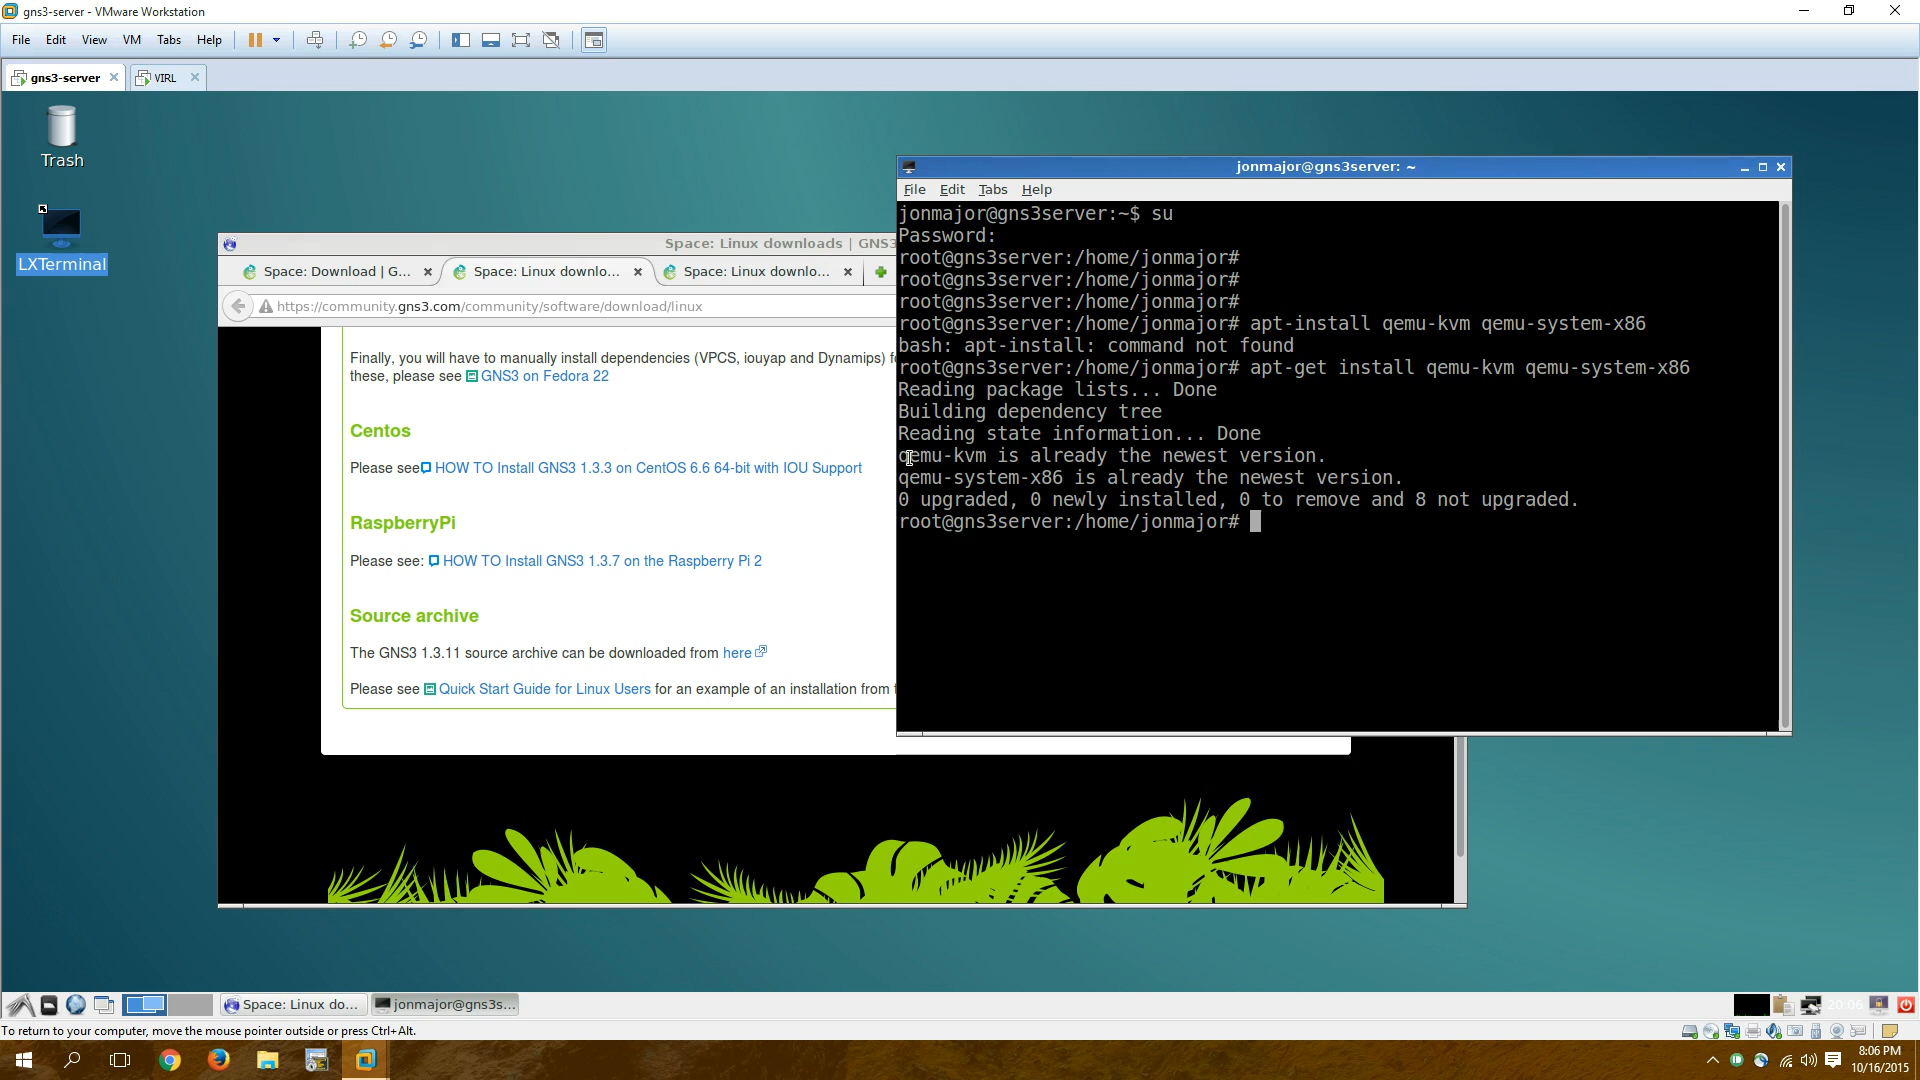 gns3-server - VMware Workstation
File Edit View VM Tabs Help
gns3-server
VIRL
Trash
LXTerminal
Space: Linux downloads | GNS3
Space: Download | G...
Space: Linux downlo...
Space: Linux downlo...
https://community.gns3.com/community/software/download/linux
Finally, you will have to manually install dependencies (VPCS, iouyap and Dynamips) f
these, please see GNS3 on Fedora 22
Centos
Please see HOW TO Install GNS3 1.3.3 on CentOS 6.6 64-bit with IOU Support
RaspberryPi
Please see: HOW TO Install GNS3 1.3.7 on the Raspberry Pi 2
Source archive
The GNS3 1.3.11 source archive can be downloaded from here
Please see Quick Start Guide for Linux Users for an example of an installation from
jonmajor@gns3server: ~
File Edit Tabs Help
jonmajor@gns3server:~$ su
Password:
root@gns3server:/home/jonmajor#
root@gns3server:/home/jonmajor#
root@gns3server:/home/jonmajor#
root@gns3server:/home/jonmajor# apt-install qemu-kvm qemu-system-x86
bash: apt-install: command not found
root@gns3server:/home/jonmajor# apt-get install qemu-kvm qemu-system-x86
Reading package lists... Done
Building dependency tree
Reading state information... Done
qemu-kvm is already the newest version.
qemu-system-x86 is already the newest version.
0 upgraded, 0 newly installed, 0 to remove and 8 not upgraded.
root@gns3server:/home/jonmajor#
Space: Linux do...
jonmajor@gns3s...
20:06
To return to your computer, move the mouse pointer outside or press Ctrl+Alt.
8:06 PM
10/16/2015